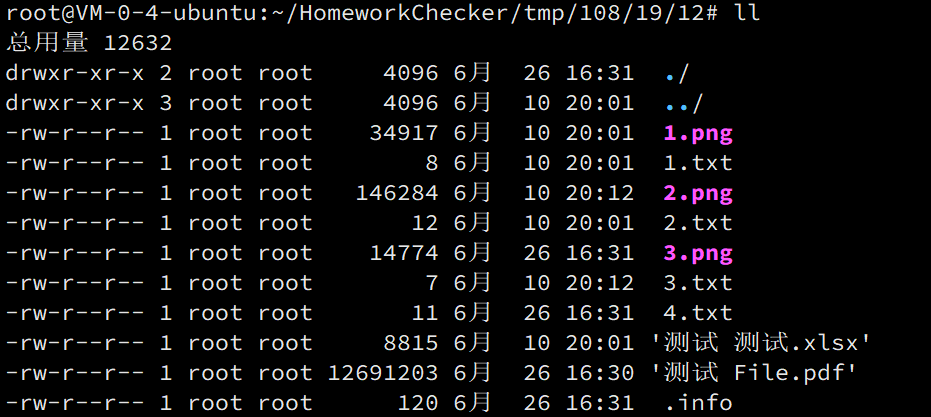 root@VM-0-4-ubuntu:~/HomeworkChecker/tmp/108/19/12# ll
总用量 12632
drwxr-xr-x 2 root root     4096 6月  26 16:31  ./
drwxr-xr-x 3 root root     4096 6月  10 20:01  ../
-rw-r--r-- 1 root root    34917 6月  10 20:01  1.png
-rw-r--r-- 1 root root        8 6月  10 20:01  1.txt
-rw-r--r-- 1 root root   146284 6月  10 20:12  2.png
-rw-r--r-- 1 root root       12 6月  10 20:01  2.txt
-rw-r--r-- 1 root root    14774 6月  26 16:31  3.png
-rw-r--r-- 1 root root        7 6月  10 20:12  3.txt
-rw-r--r-- 1 root root       11 6月  26 16:31  4.txt
-rw-r--r-- 1 root root     8815 6月  10 20:01 '测试 测试.xlsx'
-rw-r--r-- 1 root root 12691203 6月  26 16:30 '测试 File.pdf'
-rw-r--r-- 1 root root      120 6月  26 16:31  .info